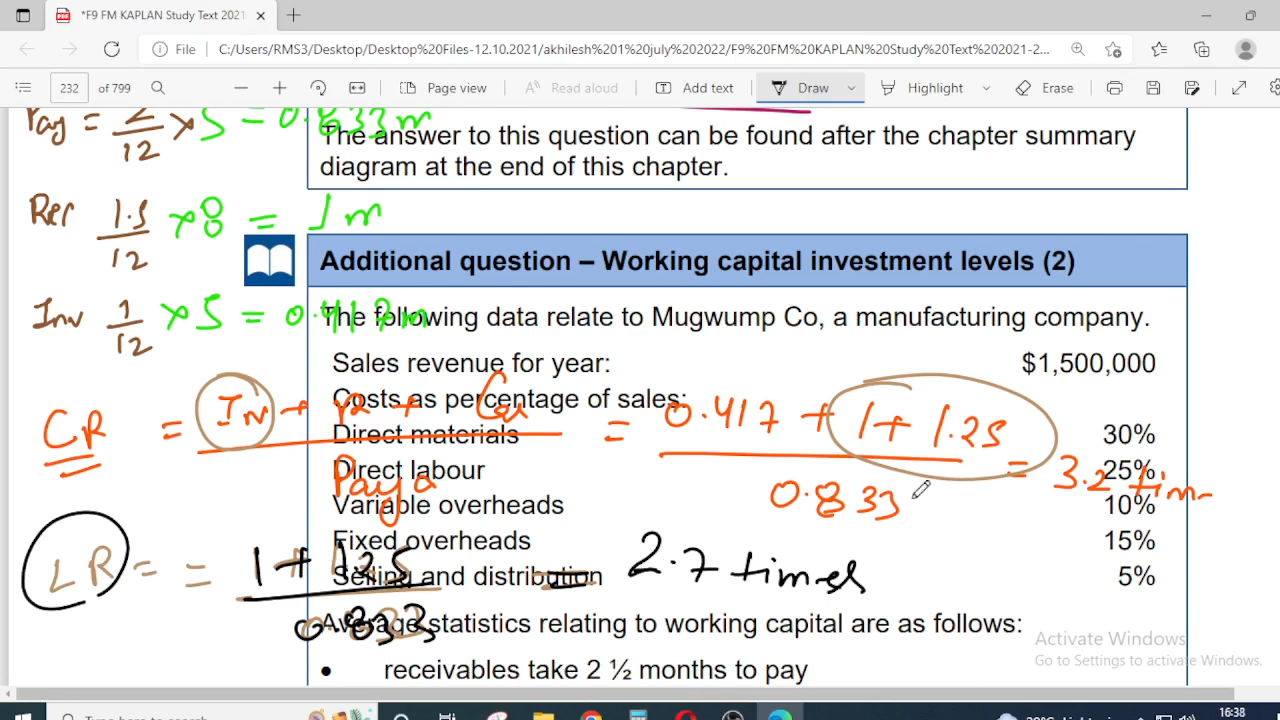 *F9 FM KAPLAN Study Text 2021
File C:/Users/RMS3/Desktop/Desktop%20Files-12.10.2021/akhilesh%201%20july%202022/F9%20FM%20KAPLAN%20Study%20Text%202021-2...
232 of 799 Page view Read aloud Add text Draw Highlight Erase
Pay = 2/12 × 5 = 0.833m
The answer to this question can be found after the chapter summary
diagram at the end of this chapter.
Rer 1.5/12 × 8 = 1m
Additional question – Working capital investment levels (2)
Inv 1/12 × 5 = 0.417m
The following data relate to Mugwump Co, a manufacturing company.
Sales revenue for year: $1,500,000
Costs as percentage of sales:
CR = = 0.417 + 1 + 1.25
Direct materials 30%
Direct labour 25%
Paya 0.833 = 3.2 tim
Variable overheads 10%
Fixed overheads 15%
LR = = 1 + 1.25 = 2.7 times
Selling and distribution 5%
0.833
Average statistics relating to working capital are as follows:
Activate Windows
Go to Settings to activate Windows.
• receivables take 2 ½ months to pay
Type here to search
16:38